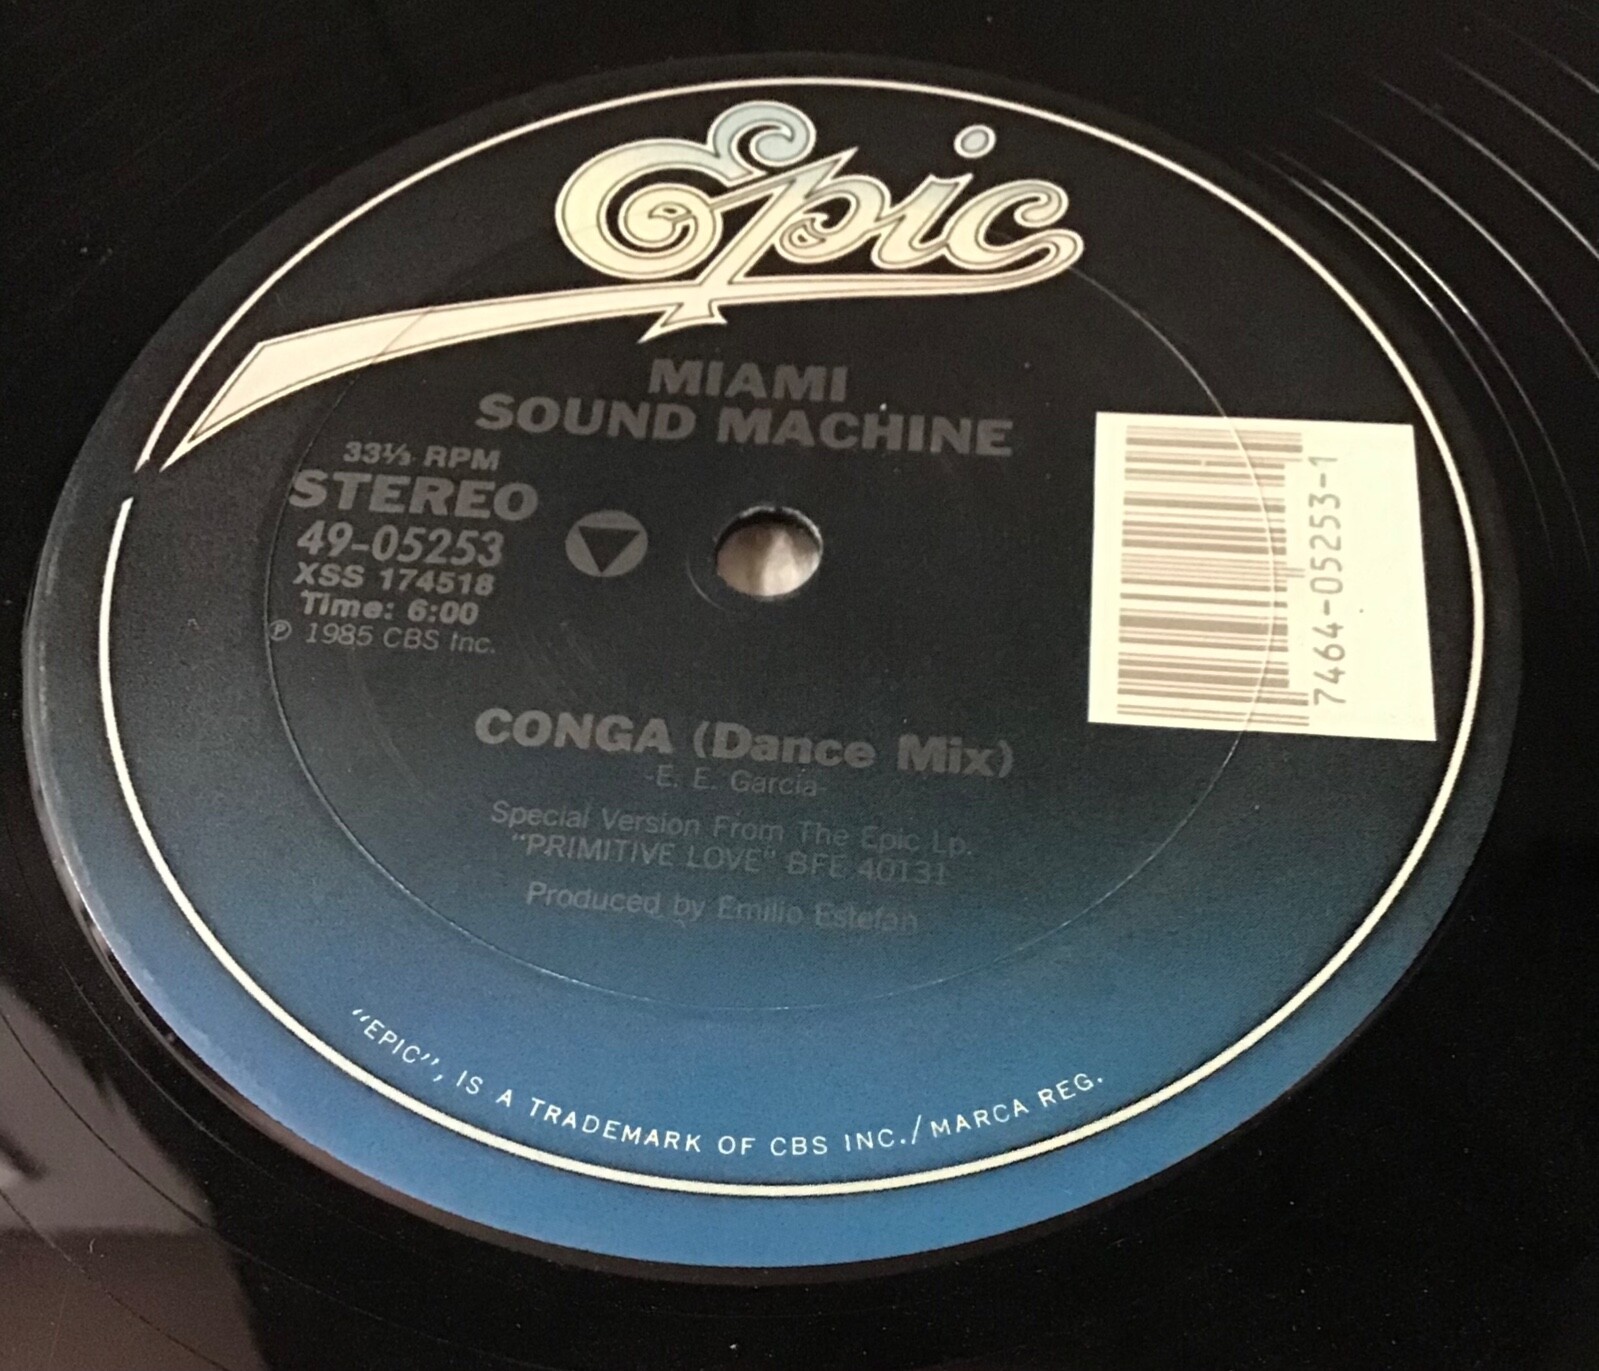 Epic
MIAMI
SOUND MACHINE
33⅓ RPM
STEREO
49-05253
XSS 174518
Time: 6:00
℗ 1985 CBS Inc.
7464-05253-1
CONGA (Dance Mix)
-E. E. Garcia-
Special Version From The Epic Lp.
"PRIMITIVE LOVE" BFE 40131
Produced by Emilio Estefan
"EPIC", IS A TRADEMARK OF CBS INC./MARCA REG.